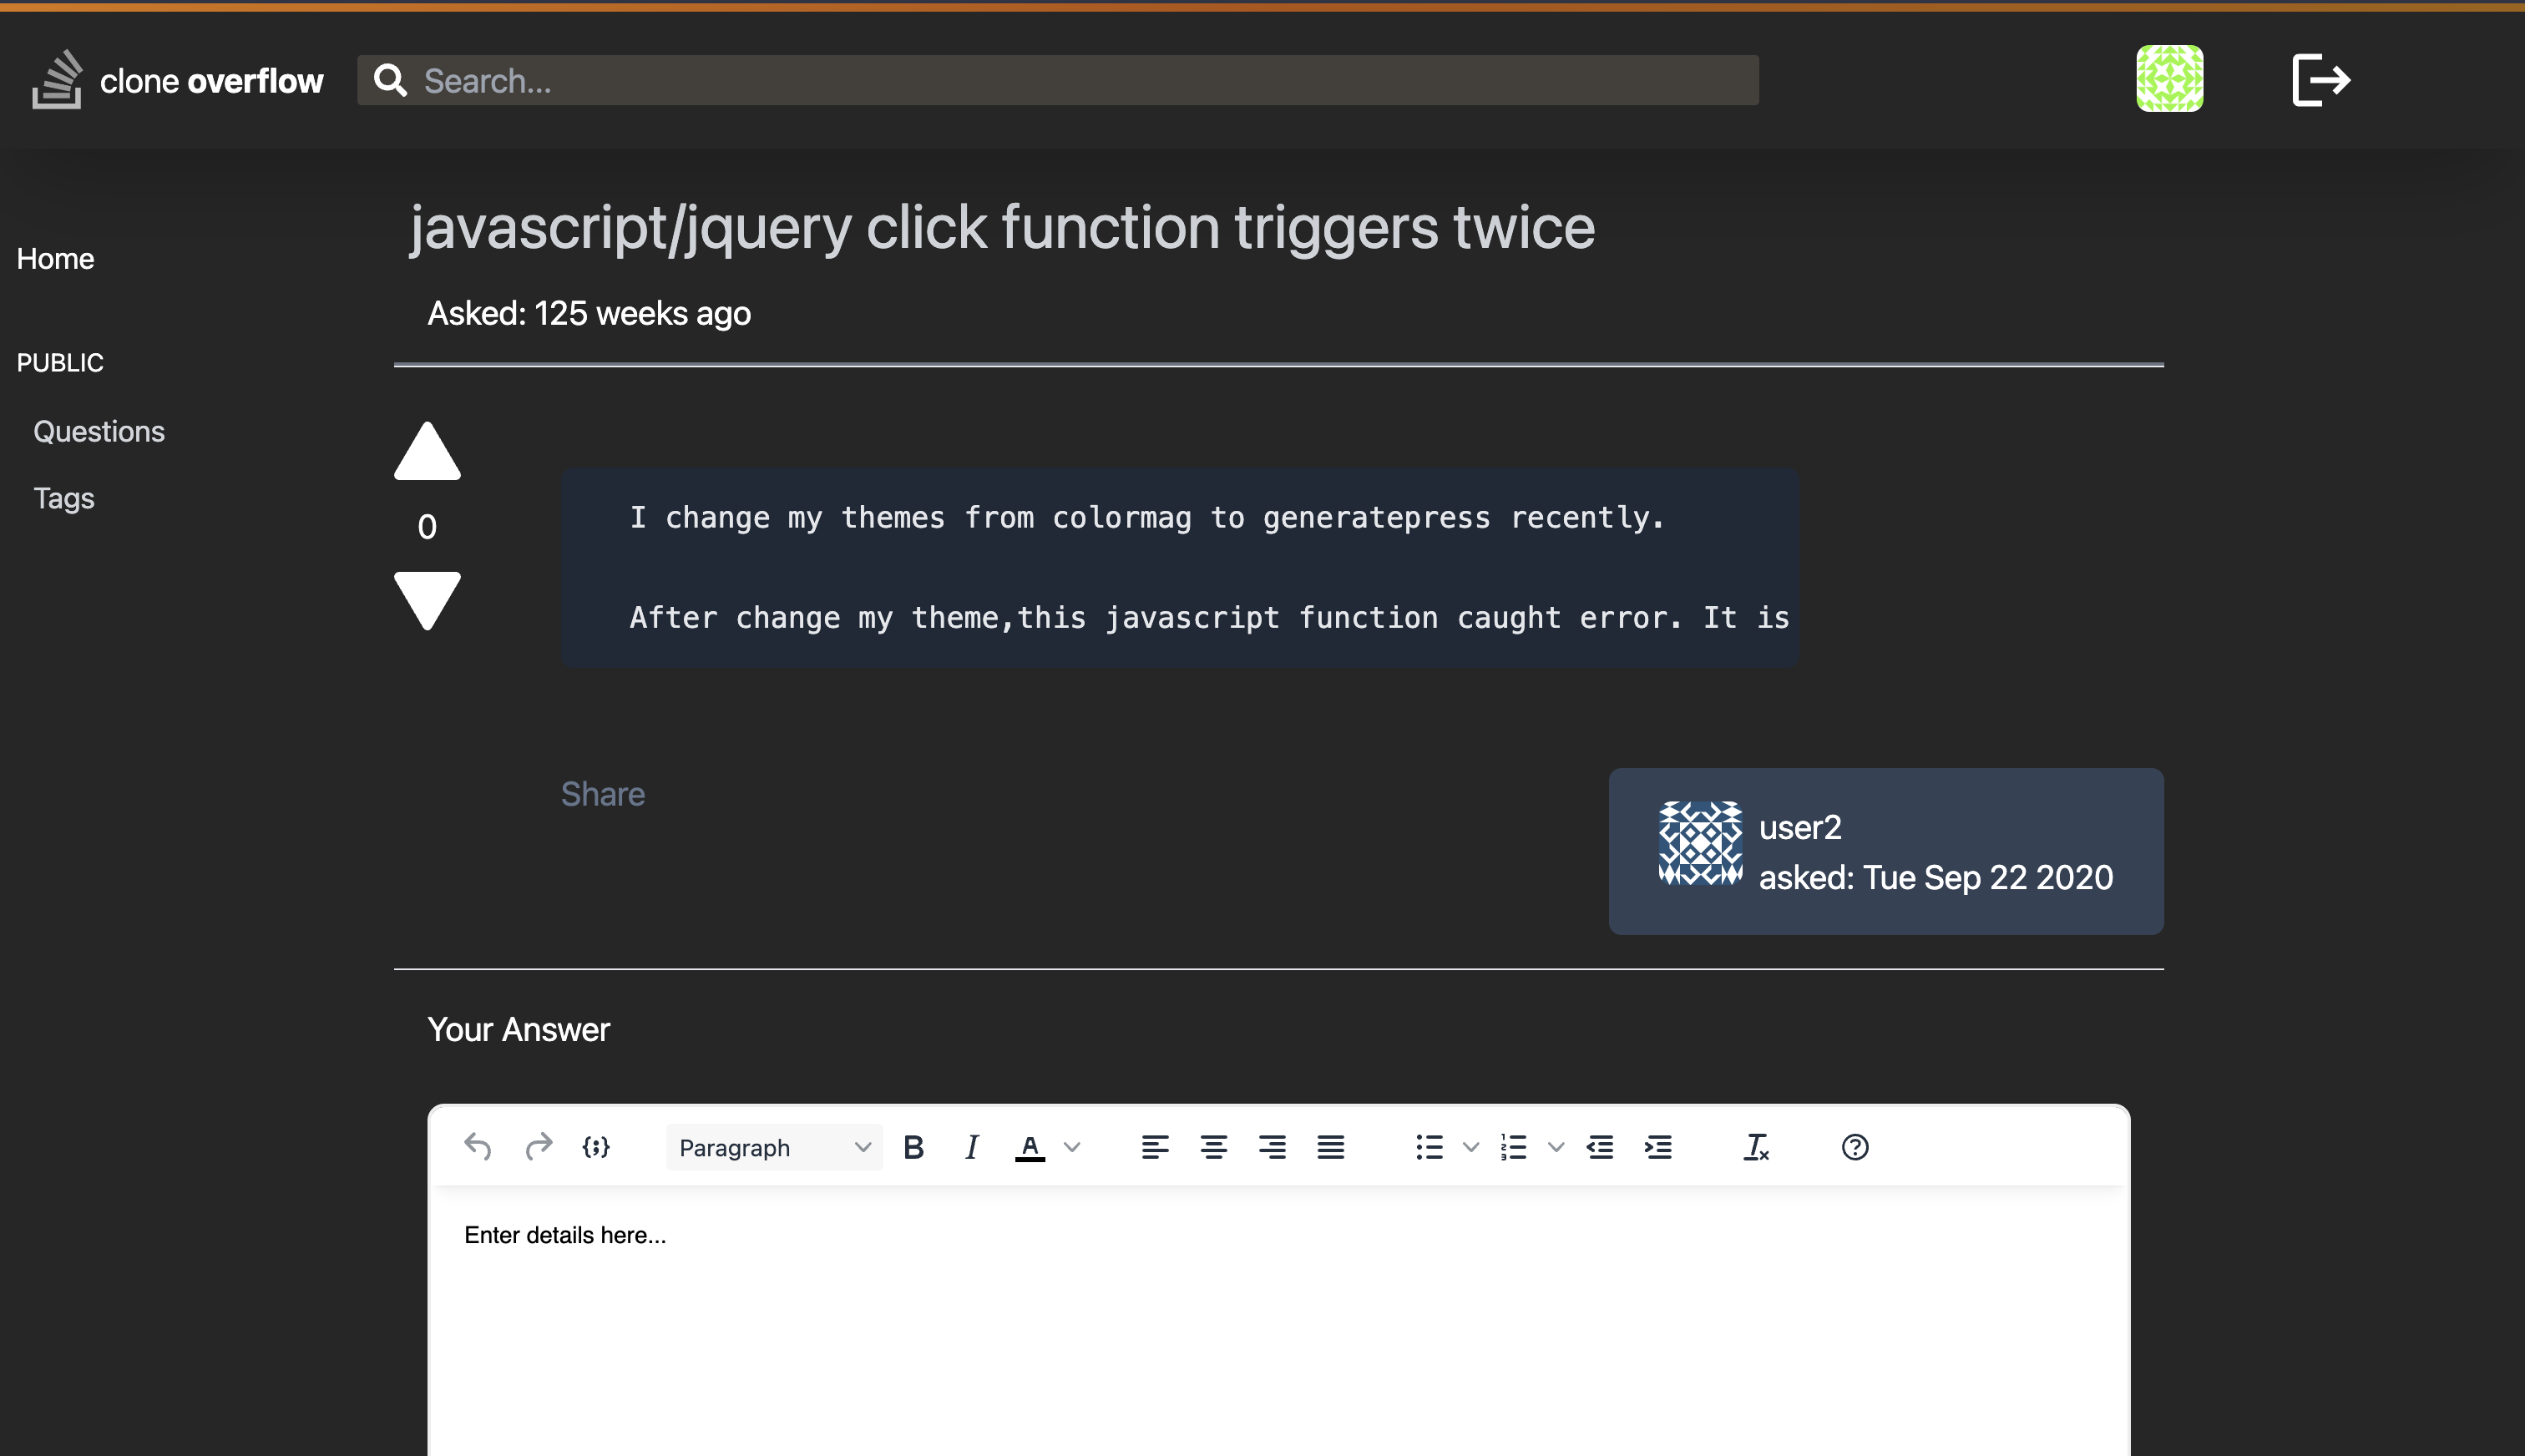 clone overflow
Search...
javascript/jquery click function triggers twice
Home
Asked: 125 weeks ago
PUBLIC
Questions
Tags
0
I change my themes from colormag to generatepress recently.
After change my theme,this javascript function caught error. It is
Share
user2
asked: Tue Sep 22 2020
Your Answer
Paragraph
Enter details here...